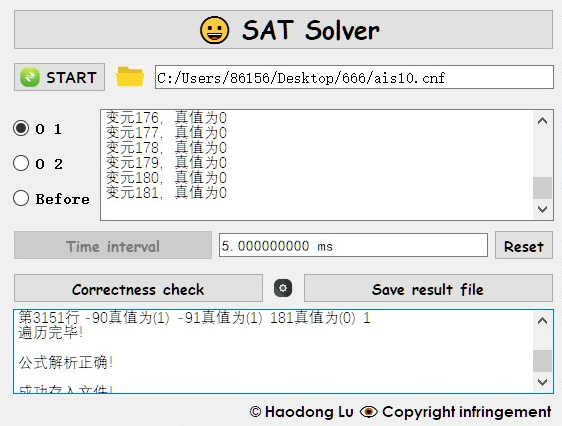 SAT Solver
START
C:/Users/86156/Desktop/666/ais10.cnf
O 1
O 2
Before
变元176, 真值为0
变元177, 真值为0
变元178, 真值为0
变元179, 真值为0
变元180, 真值为0
变元181, 真值为0
Time interval
5.000000000 ms
Reset
Correctness check
Save result file
第3151行 -90真值为(1) -91真值为(1) 181真值为(0) 1
遍历完毕!
公式解析正确!
成功存入文件!
© Haodong Lu Copyright infringement